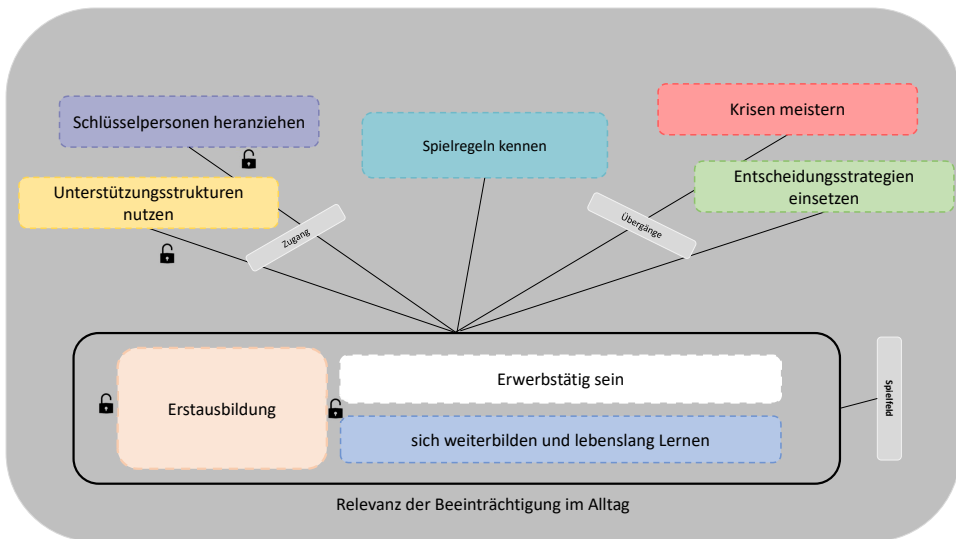 Schlüsselpersonen heranziehen
Unterstützungsstrukturen
nutzen
Zugang
Spielregeln kennen
Krisen meistern
Entscheidungsstrategien
einsetzen
Übergänge
Erstausbildung
Erwerbstätig sein
sich weiterbilden und lebenslang Lernen
Spielfeld
Relevanz der Beeinträchtigung im Alltag